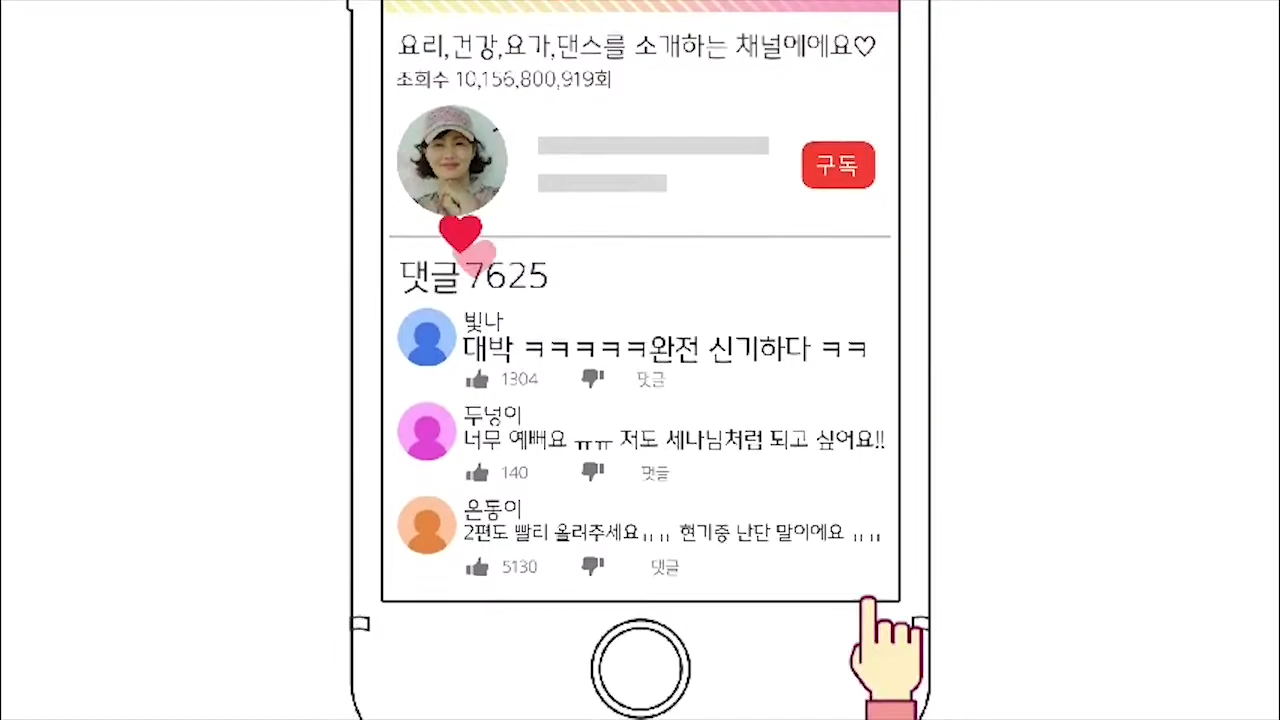 요리,건강,요가,댄스를 소개하는 채널에에요♡
조회수 10,156,800,919회
구독
댓글 7625
빛나
대박 ㅋㅋㅋㅋㅋ완전 신기하다 ㅋㅋ
1304 댓글
두넝이
너무 예뻐요 ㅠㅠ 저도 세나님처럼 되고 싶어요!!
140 댓글
은둥이
2편도 빨리 올려주세요ㅠㅠ 현기증 난단 말이에요 ㅠㅠ
5130 댓글